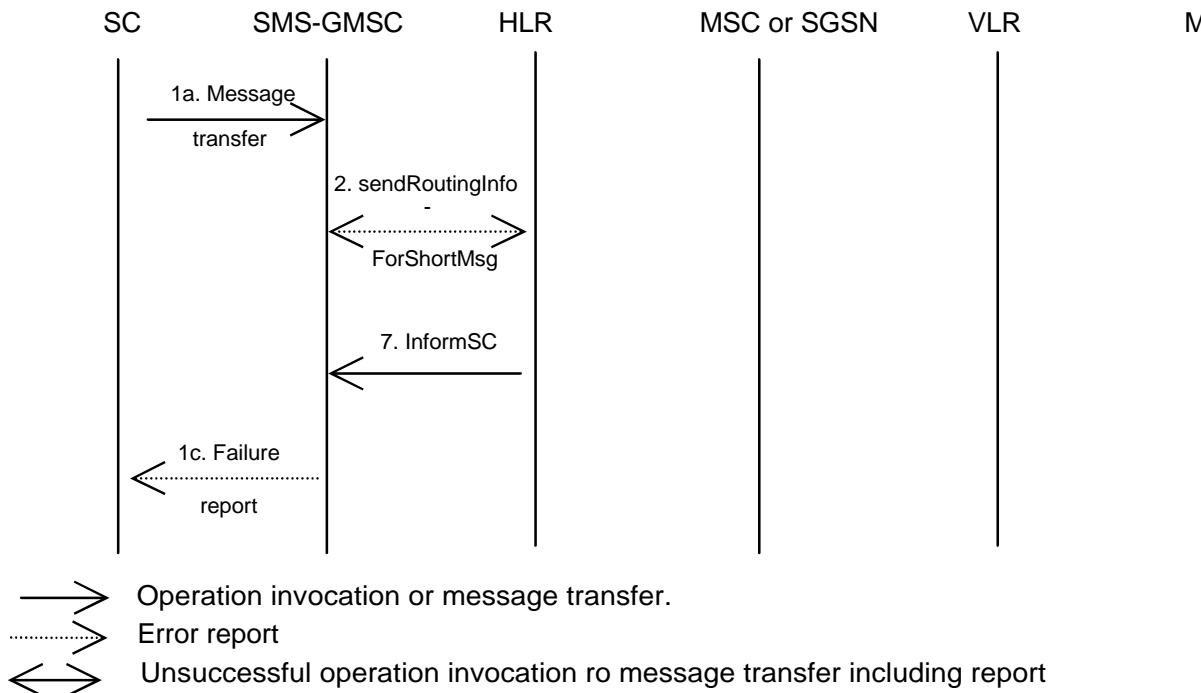 SC SMS-GMSC HLR MSC or SGSN VLR M
1a. Message
transfer
2. sendRoutingInfo
-
ForShortMsg
7. InformSC
1c. Failure
report
Operation invocation or message transfer.
Error report
Unsuccessful operation invocation ro message transfer including report